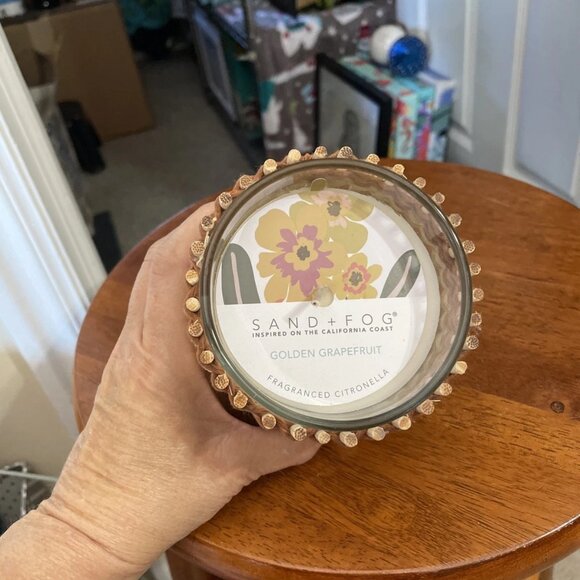 SAND + FOG®
INSPIRED ON THE CALIFORNIA COAST
GOLDEN GRAPEFRUIT
FRAGRANCED CITRONELLA